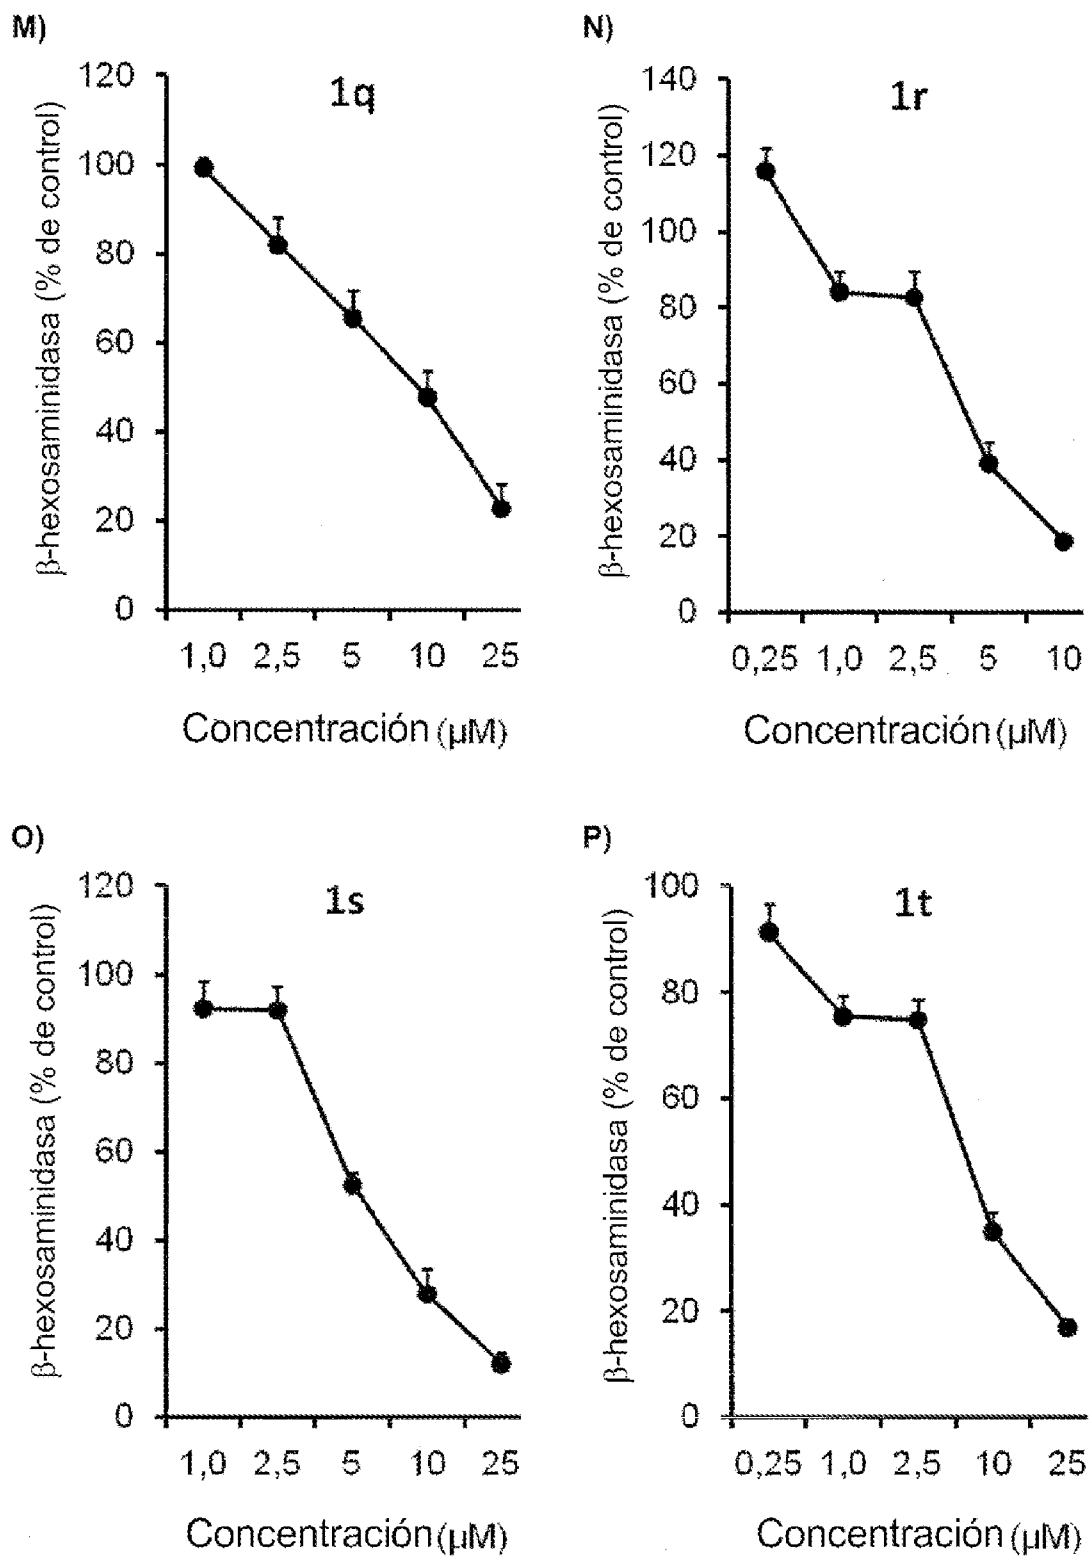 M)
1q
β-hexosaminidasa (% de control)
120
100
80
60
40
20
0
1,0 2,5 5 10 25
Concentración (µM)
N)
1r
β-hexosaminidasa (% de control)
140
120
100
80
60
40
20
0
0,25 1,0 2,5 5 10
Concentración (µM)
O)
1s
β-hexosaminidasa (% de control)
120
100
80
60
40
20
0
1,0 2,5 5 10 25
Concentración (µM)
P)
1t
β-hexosaminidasa (% de control)
100
80
60
40
20
0
0,25 1,0 2,5 10 25
Concentración (µM)